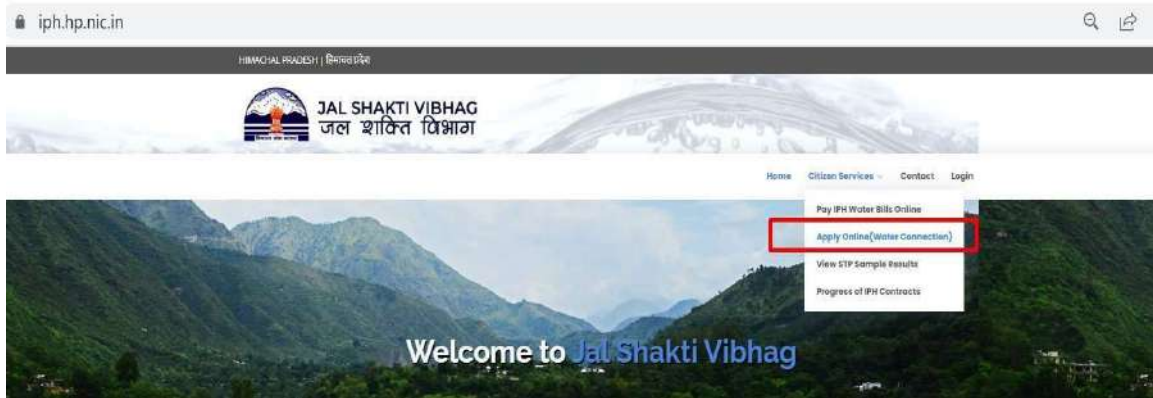 iph.hp.nic.in
HIMACHAL PRADESH | हिमाचल प्रदेश
JAL SHAKTI VIBHAG
जल शक्ति विभाग
Home Citizen Services Contact Login
Pay IPH Water Bills Online
Apply Online(Water Connection)
View STP Sample Results
Progress of IPH Contracts
Welcome to Jal Shakti Vibhag